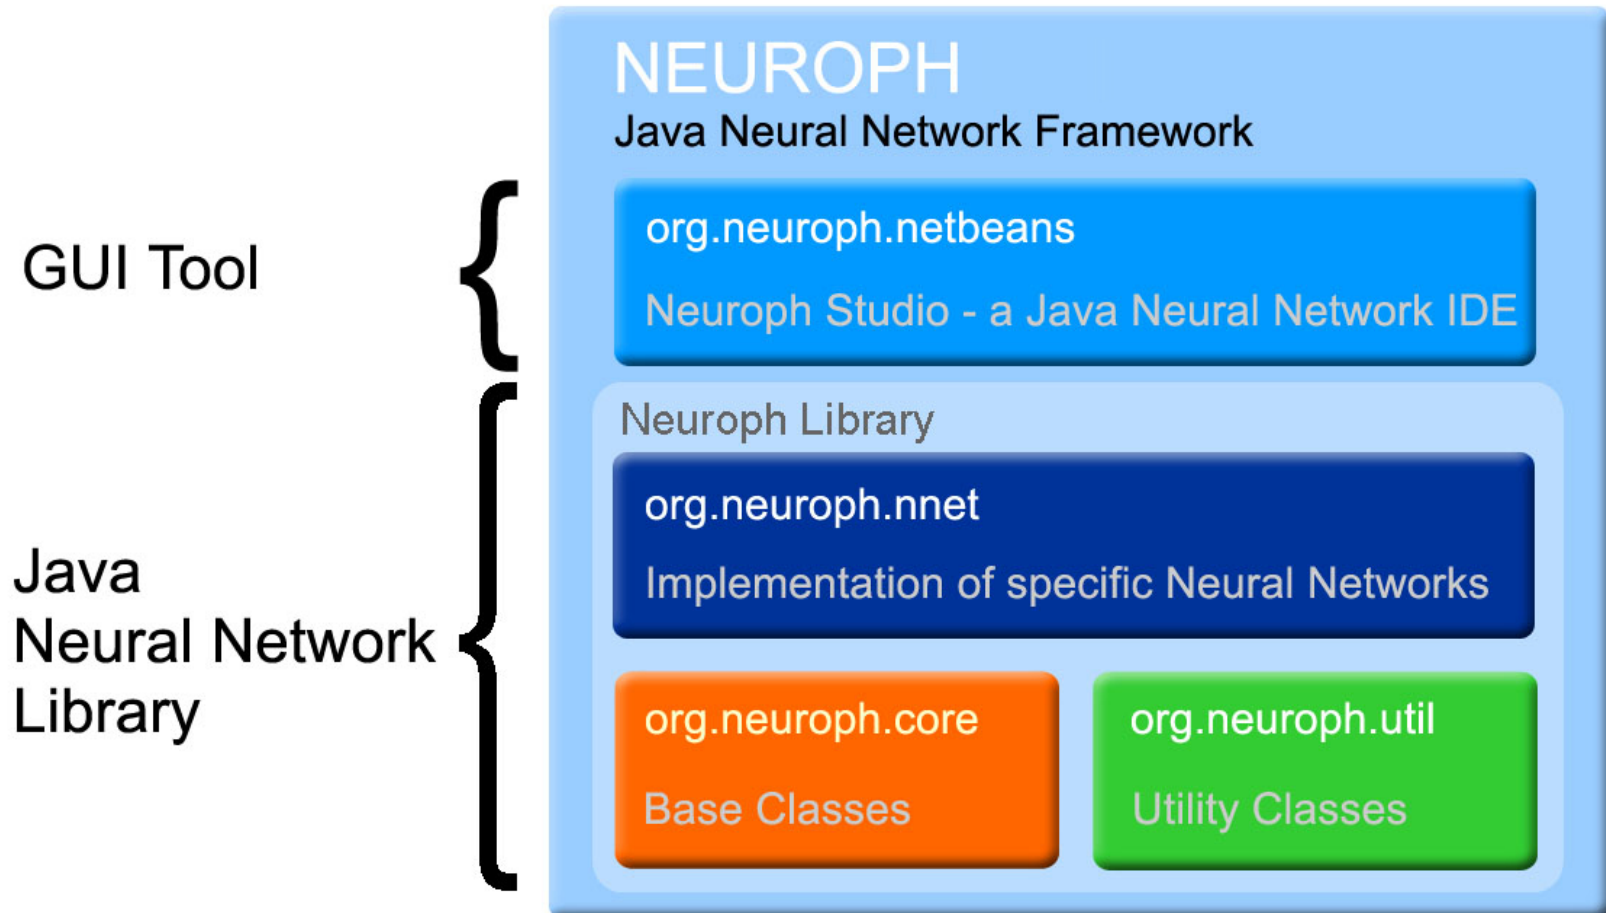 NEUROPH
Java Neural Network Framework
GUI Tool
org.neuroph.netbeans
Neuroph Studio - a Java Neural Network IDE
Java
Neural Network
Library
Neuroph Library
org.neuroph.nnet
Implementation of specific Neural Networks
org.neuroph.core
Base Classes
org.neuroph.util
Utility Classes